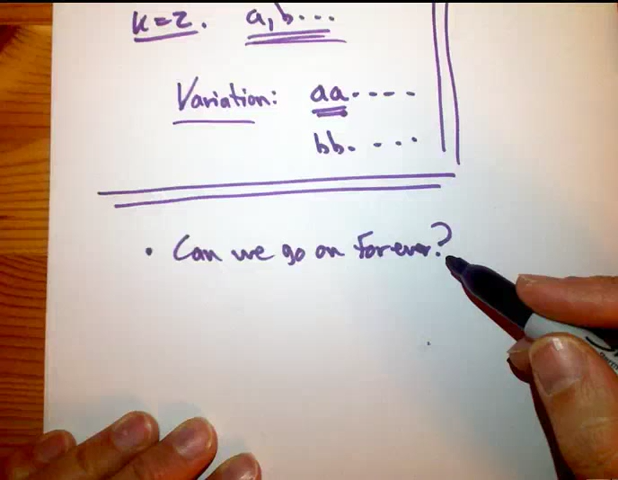 k=2. a,b...
Variation: aa....
bb. ...
• Can we go on forever?